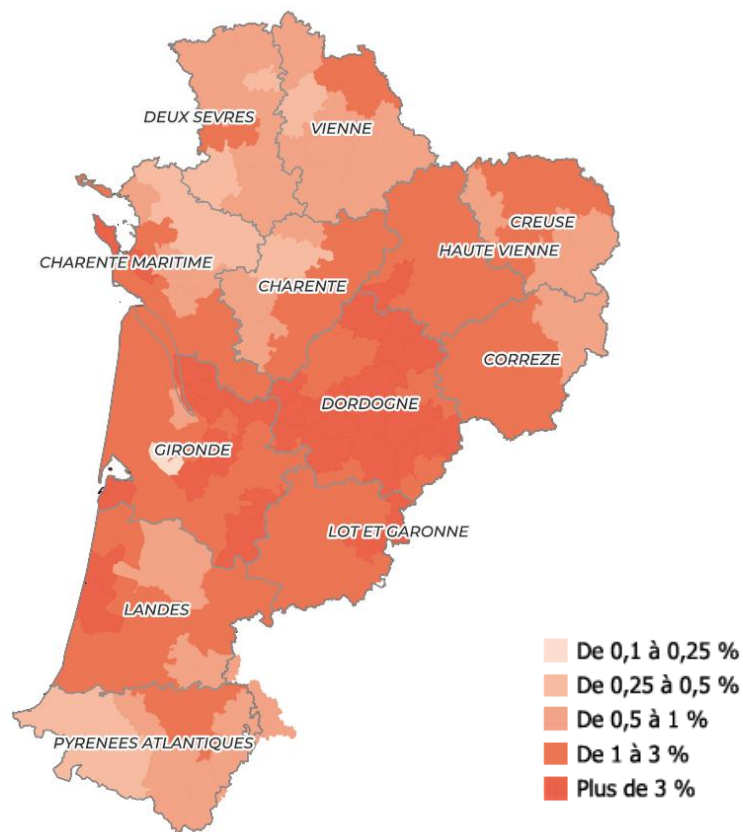 DEUX SEVRES
VIENNE
CREUSE
HAUTE VIENNE
CHARENTE MARITIME
CHARENTE
CORREZE
DORDOGNE
GIRONDE
LOT ET GARONNE
LANDES
PYRENEES ATLANTIQUES
De 0,1 à 0,25 %
De 0,25 à 0,5 %
De 0,5 à 1 %
De 1 à 3 %
Plus de 3 %